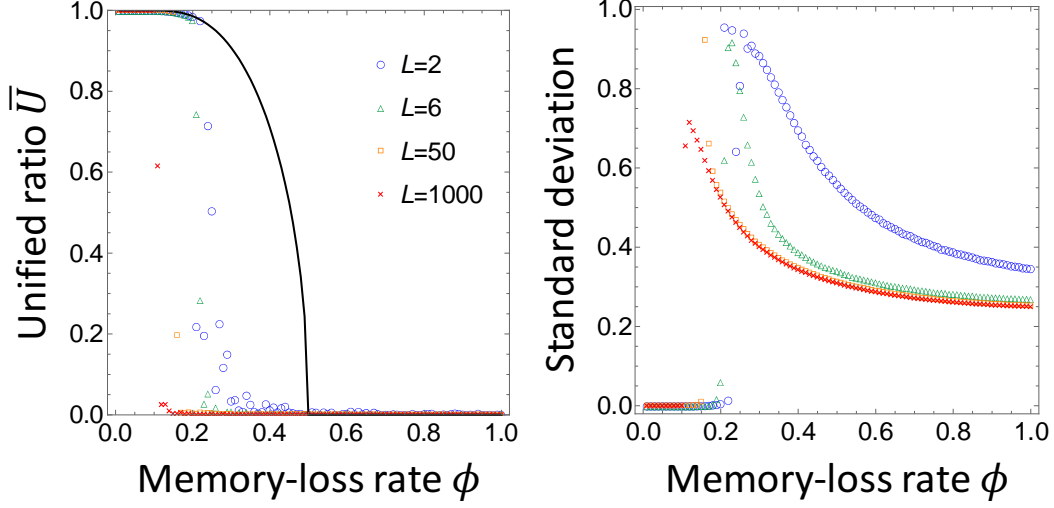 Unified ratio U̅
1.0
0.8
0.6
0.4
0.2
0.0
L=2
L=6
L=50
L=1000
0.0 0.2 0.4 0.6 0.8 1.0
Memory-loss rate ϕ
Standard deviation
1.0
0.8
0.6
0.4
0.2
0.0
0.0 0.2 0.4 0.6 0.8 1.0
Memory-loss rate ϕ